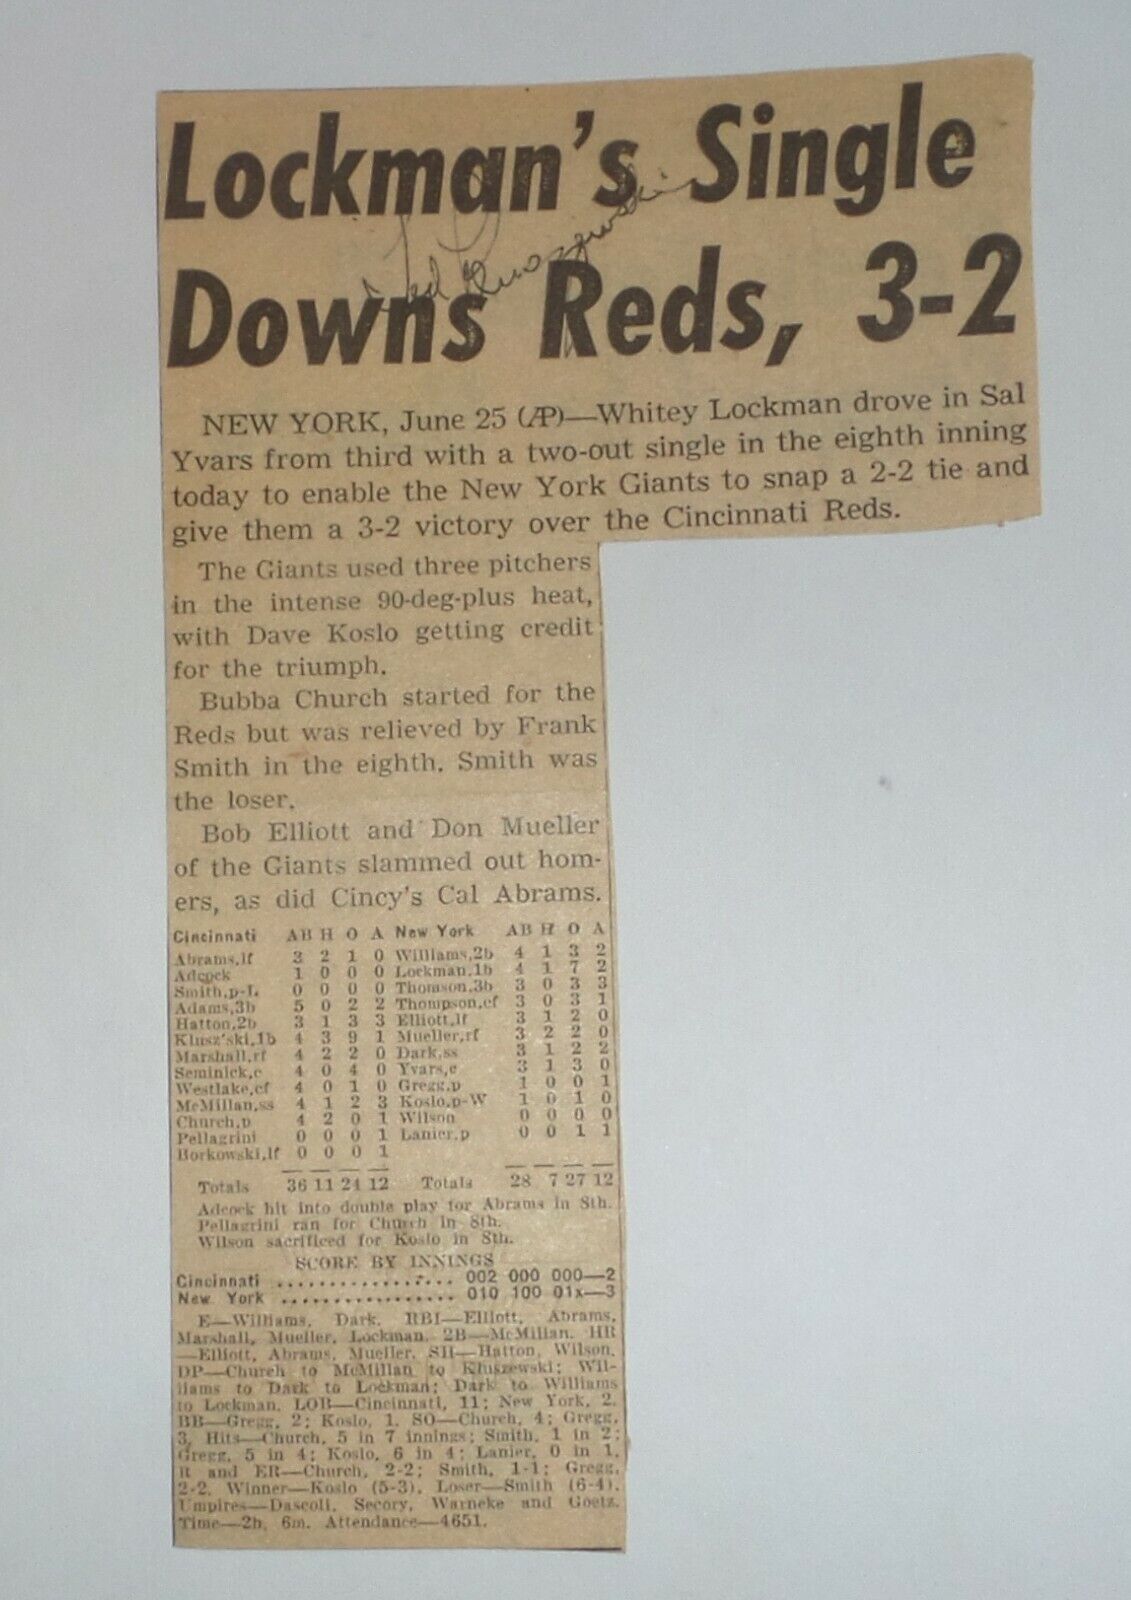 Lockman's Single
Ted Kluszewski
Downs Reds, 3-2
NEW YORK, June 25 (AP)—Whitey Lockman drove in Sal
Yvars from third with a two-out single in the eighth inning
today to enable the New York Giants to snap a 2-2 tie and
give them a 3-2 victory over the Cincinnati Reds.
The Giants used three pitchers
in the intense 90-deg-plus heat,
with Dave Koslo getting credit
for the triumph.
Bubba Church started for the
Reds but was relieved by Frank
Smith in the eighth. Smith was
the loser.
Bob Elliott and Don Mueller
of the Giants slammed out hom-
ers, as did Cincy's Cal Abrams.
Cincinnati AB H O A New York AB H O A
Abrams,lf 3 2 1 0 Williams,2b 4 1 3 2
Adcock 1 0 0 0 Lockman,1b 4 1 7 2
Smith,p-L 0 0 0 0 Thomson,3b 3 0 3 3
Adams,3b 5 0 2 2 Thompson,cf 3 0 3 1
Hatton,2b 3 1 3 3 Elliott,lf 3 1 2 0
Klusz'ski,1b 4 3 9 1 Mueller,rf 3 2 2 0
Marshall,rf 4 2 2 0 Dark,ss 3 1 2 2
Seminick,c 4 0 4 0 Yvars,c 3 1 3 0
Westlake,cf 4 0 1 0 Gregg,p 1 0 0 1
McMillan,ss 4 1 2 3 Koslo,p-W 1 0 1 0
Church,p 4 2 0 1 Wilson 0 0 0 0
Pellagrini 0 0 0 1 Lanier,p 0 0 1 1
Borkowski,lf 0 0 0 1
Totals 36 11 24 12 Totals 28 7 27 12
Adcock hit into double play for Abrams in 8th.
Pellagrini ran for Church in 8th.
Wilson sacrificed for Koslo in 8th.
SCORE BY INNINGS
Cincinnati .................. 002 000 000—2
New York .................. 010 100 01x—3
E—Williams, Dark. RBI—Elliott, Abrams,
Marshall, Mueller, Lockman. 2B—McMillan. HR
—Elliott, Abrams, Mueller. SH—Hatton, Wilson.
DP—Church to McMillan to Kluszewski; Wil-
liams to Dark to Lockman; Dark to Williams
to Lockman. LOB—Cincinnati, 11; New York, 2.
BB—Gregg, 2; Koslo, 1. SO—Church, 4; Gregg,
3. Hits—Church, 5 in 7 innings; Smith, 1 in 2;
Gregg, 5 in 4; Koslo, 6 in 4; Lanier, 0 in 1.
R and ER—Church, 2-2; Smith, 1-1; Gregg,
2-2. Winner—Koslo (5-3). Loser—Smith (6-4).
Umpires—Dascoli, Secory, Warneke and Goetz.
Time—2h. 6m. Attendance—4651.